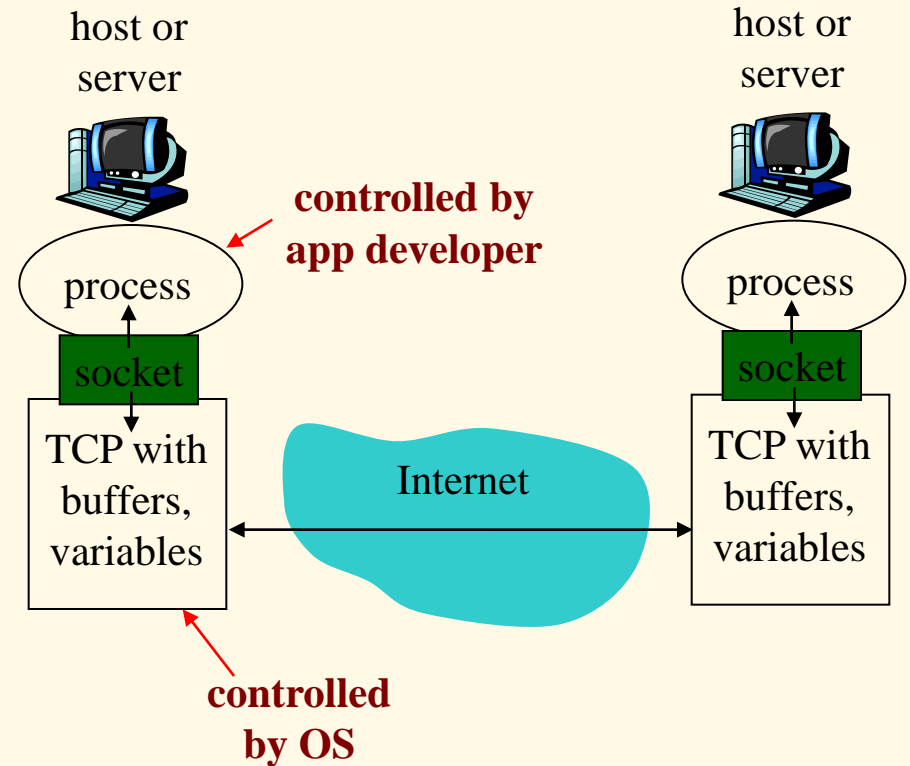 host or
server
host or
server
controlled by
app developer
process
process
socket
socket
TCP with
buffers,
variables
Internet
TCP with
buffers,
variables
controlled
by OS